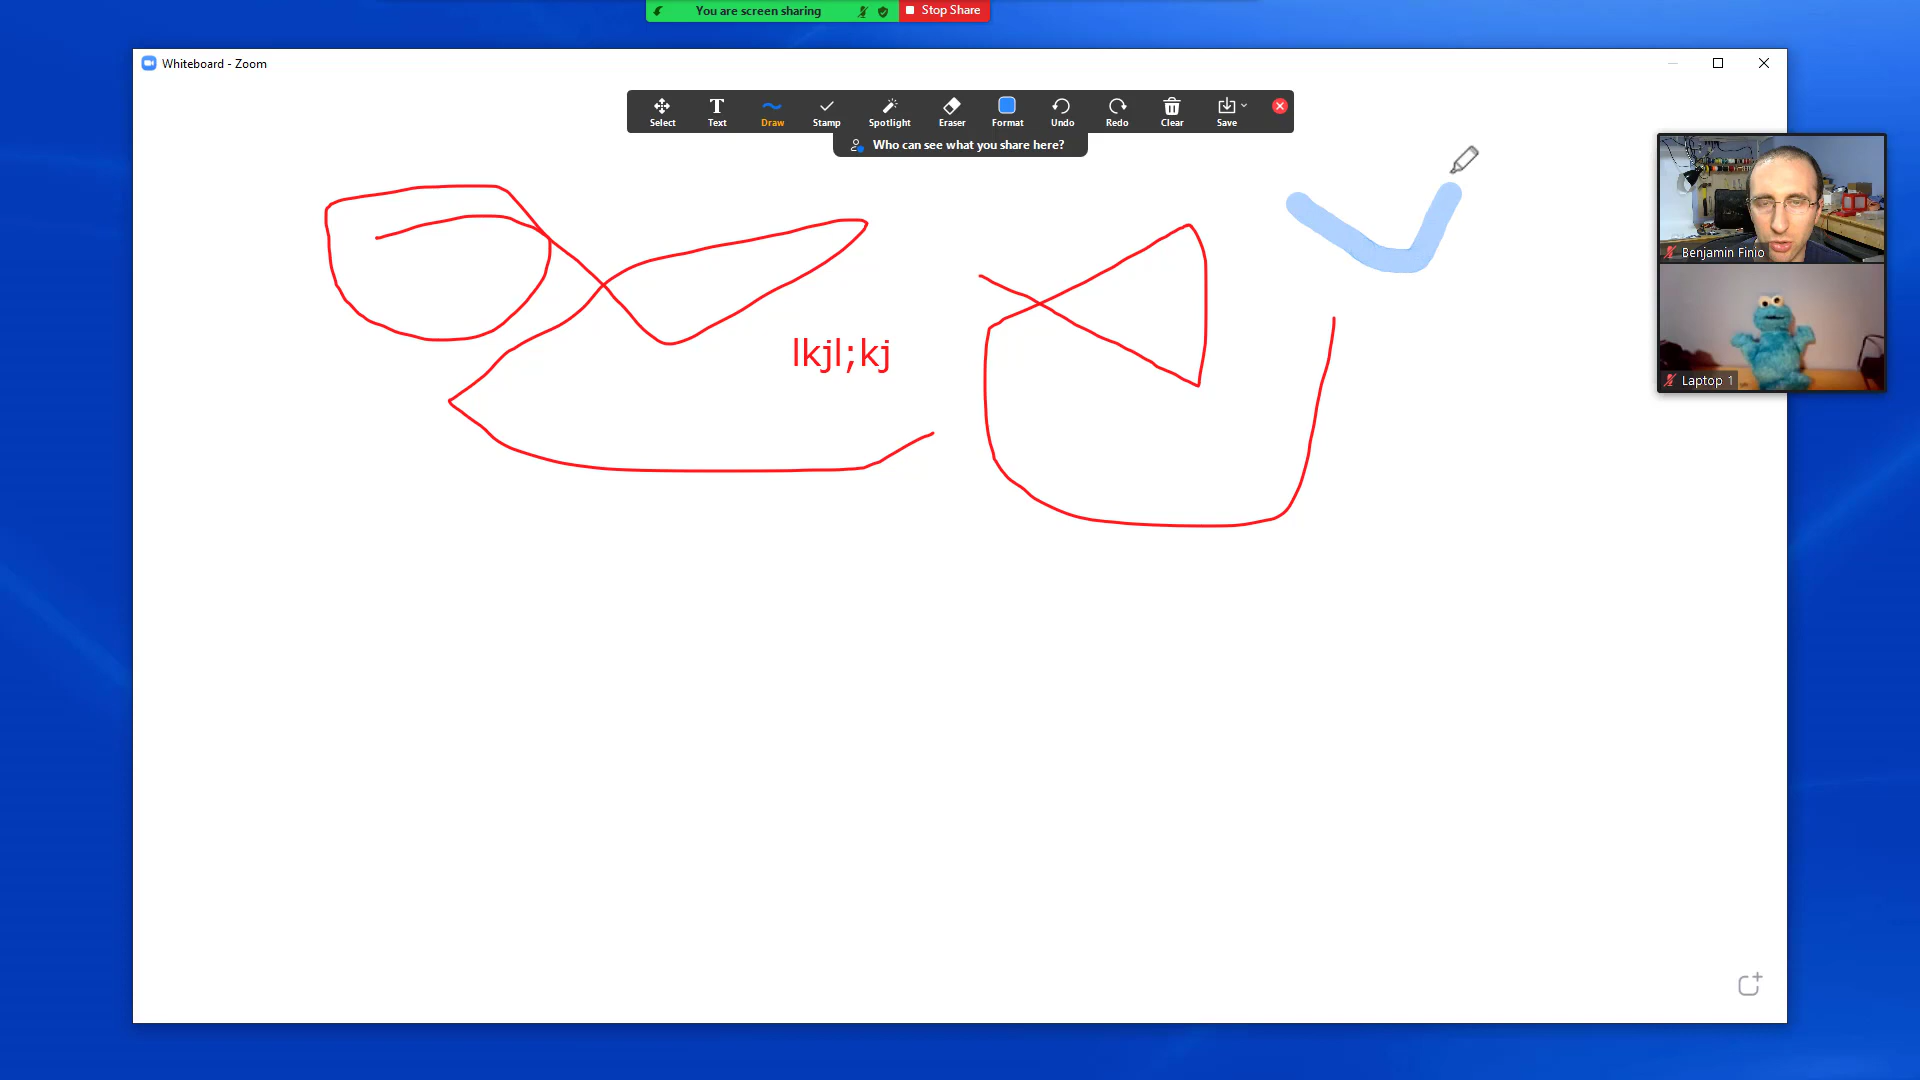 You are screen sharing
Stop Share
Whiteboard - Zoom
Select
Text
Draw
Stamp
Spotlight
Eraser
Format
Undo
Redo
Clear
Save
Who can see what you share here?
lkjl;kj
Benjamin Finio
Laptop 1